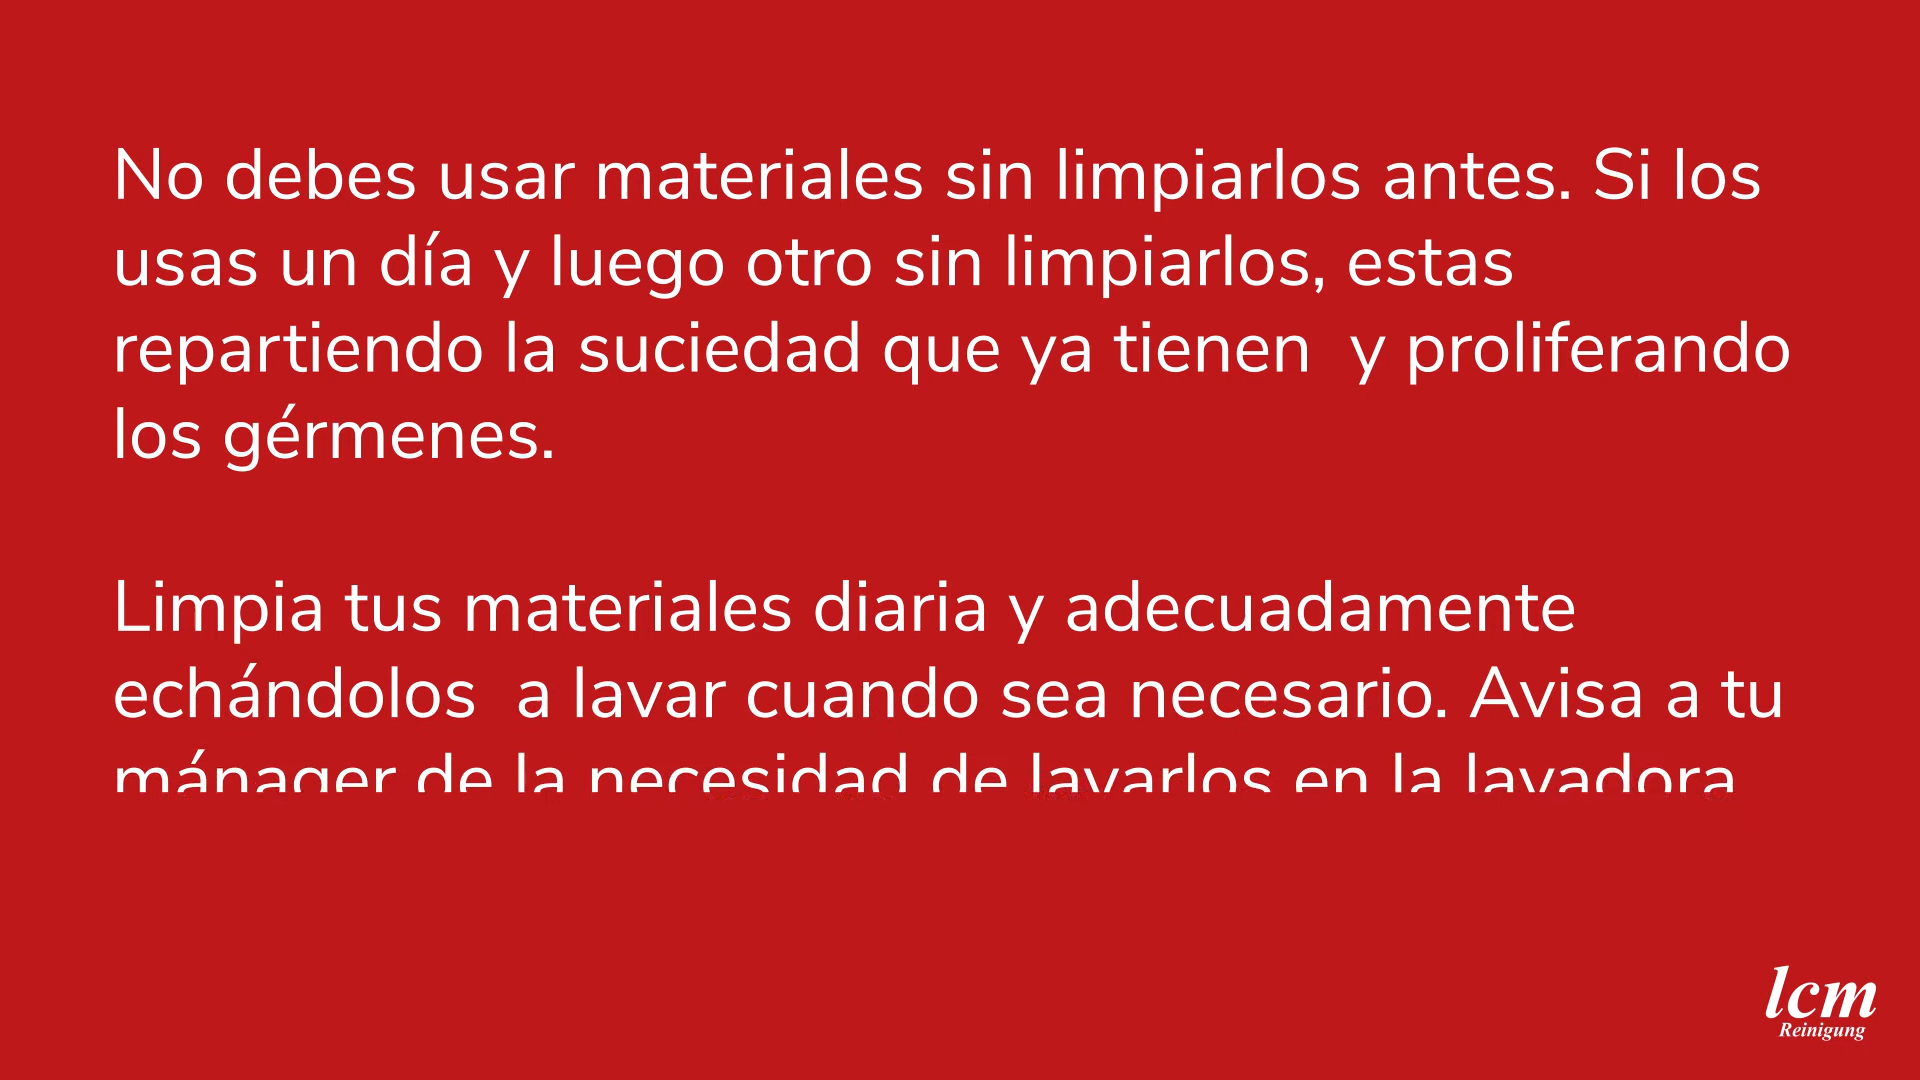 No debes usar materiales sin limpiarlos antes. Si los
usas un día y luego otro sin limpiarlos, estas
repartiendo la suciedad que ya tienen  y proliferando
los gérmenes.
Limpia tus materiales diaria y adecuadamente
echándolos  a lavar cuando sea necesario. Avisa a tu
mánager de la necesidad de lavarlos en la lavadora
lcm
Reinigung